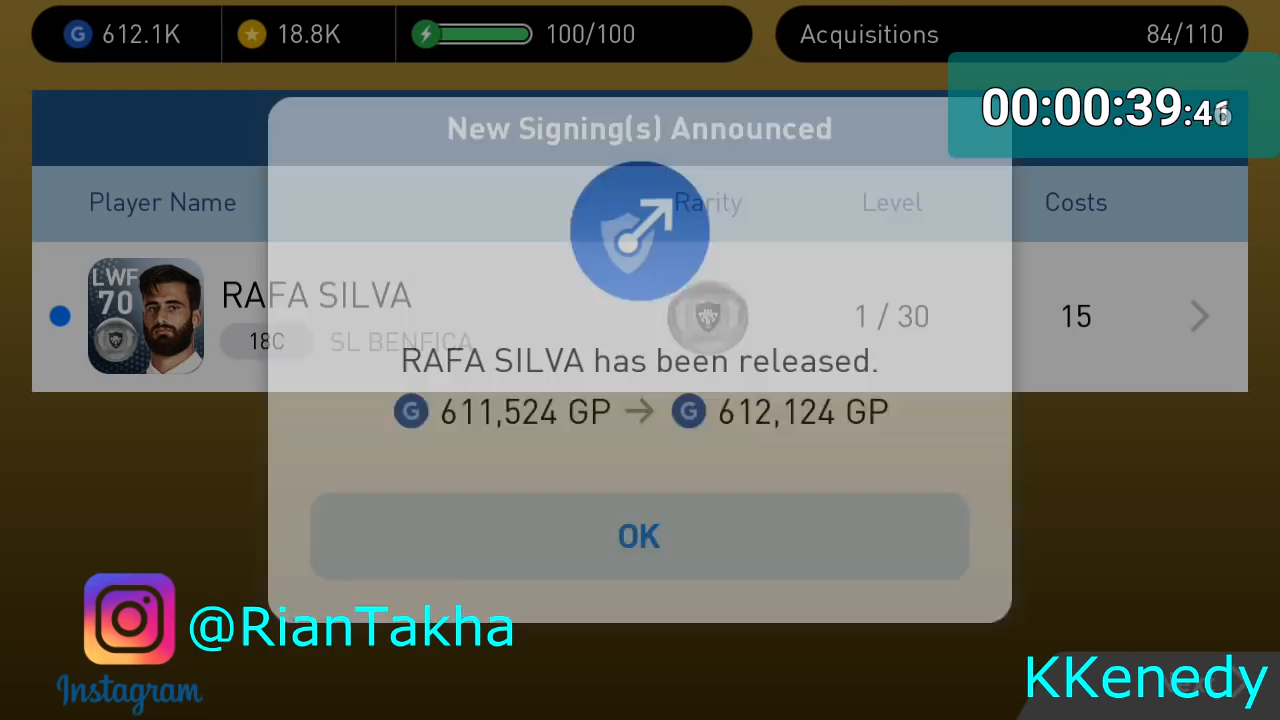 G 612.1K 18.8K 100/100 Acquisitions 84/110
00:00:39:46
New Signing(s) Announced
Player Name Rarity Level Costs
LWF
70
RAFA SILVA
18C SL BENFICA
1 / 30 15
RAFA SILVA has been released.
G 611,524 GP → G 612,124 GP
OK
@RianTakha
Instagram
KKenedy